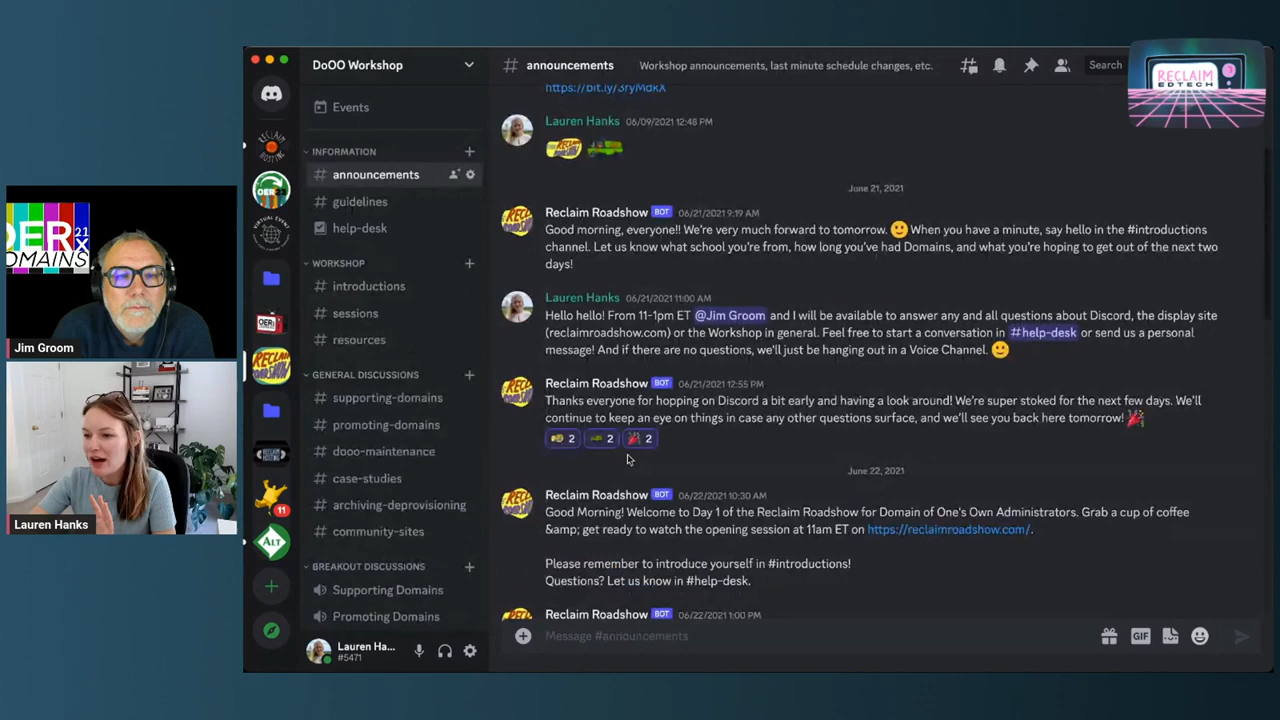 OER 21
DOMAINS X
Jim Groom
Lauren Hanks
DoOO Workshop
Events
INFORMATION
# announcements
# guidelines
help-desk
WORKSHOP
# introductions
# sessions
# resources
GENERAL DISCUSSIONS
# supporting-domains
# promoting-domains
# dooo-maintenance
# case-studies
# archiving-deprovisioning
# community-sites
BREAKOUT DISCUSSIONS
Supporting Domains
Promoting Domains
Lauren Ha...
#5471
RECLAIM HOSTING
OER23
VIRTUAL EVENT
RECLAIM ROADSHOW
RECLAIM HOSTING
11
ALT
# announcements Workshop announcements, last minute schedule changes, etc. Search
RECLAIM
EDTECH
https://bit.ly/3ryMdkX
Lauren Hanks 06/09/2021 12:48 PM
June 21, 2021
Reclaim Roadshow BOT 06/21/2021 9:19 AM
Good morning, everyone!! We're very much forward to tomorrow. 🙂 When you have a minute, say hello in the #introductions
channel. Let us know what school you're from, how long you've had Domains, and what you're hoping to get out of the next two
days!
Lauren Hanks 06/21/2021 11:00 AM
Hello hello! From 11-1pm ET @Jim Groom and I will be available to answer any and all questions about Discord, the display site
(reclaimroadshow.com) or the Workshop in general. Feel free to start a conversation in #help-desk or send us a personal
message! And if there are no questions, we'll just be hanging out in a Voice Channel. 🙂
Reclaim Roadshow BOT 06/21/2021 12:55 PM
Thanks everyone for hopping on Discord a bit early and having a look around! We're super stoked for the next few days. We'll
continue to keep an eye on things in case any other questions surface, and we'll see you back here tomorrow! 🎉
2 2 🎉 2
June 22, 2021
Reclaim Roadshow BOT 06/22/2021 10:30 AM
Good Morning! Welcome to Day 1 of the Reclaim Roadshow for Domain of One's Own Administrators. Grab a cup of coffee
&amp; get ready to watch the opening session at 11am ET on https://reclaimroadshow.com/.
Please remember to introduce yourself in #introductions!
Questions? Let us know in #help-desk.
Reclaim Roadshow BOT 06/22/2021 1:00 PM
Message #announcements
GIF